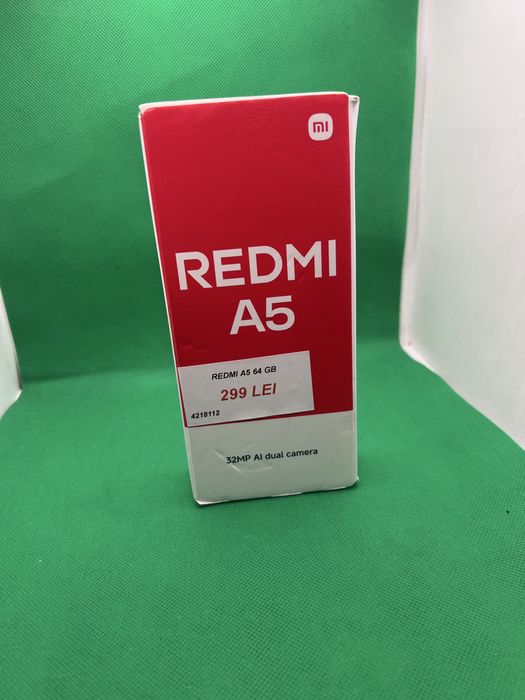 mi
REDMI
A5
REDMI A5 64 GB
299 LEI
4218112
32MP AI dual camera